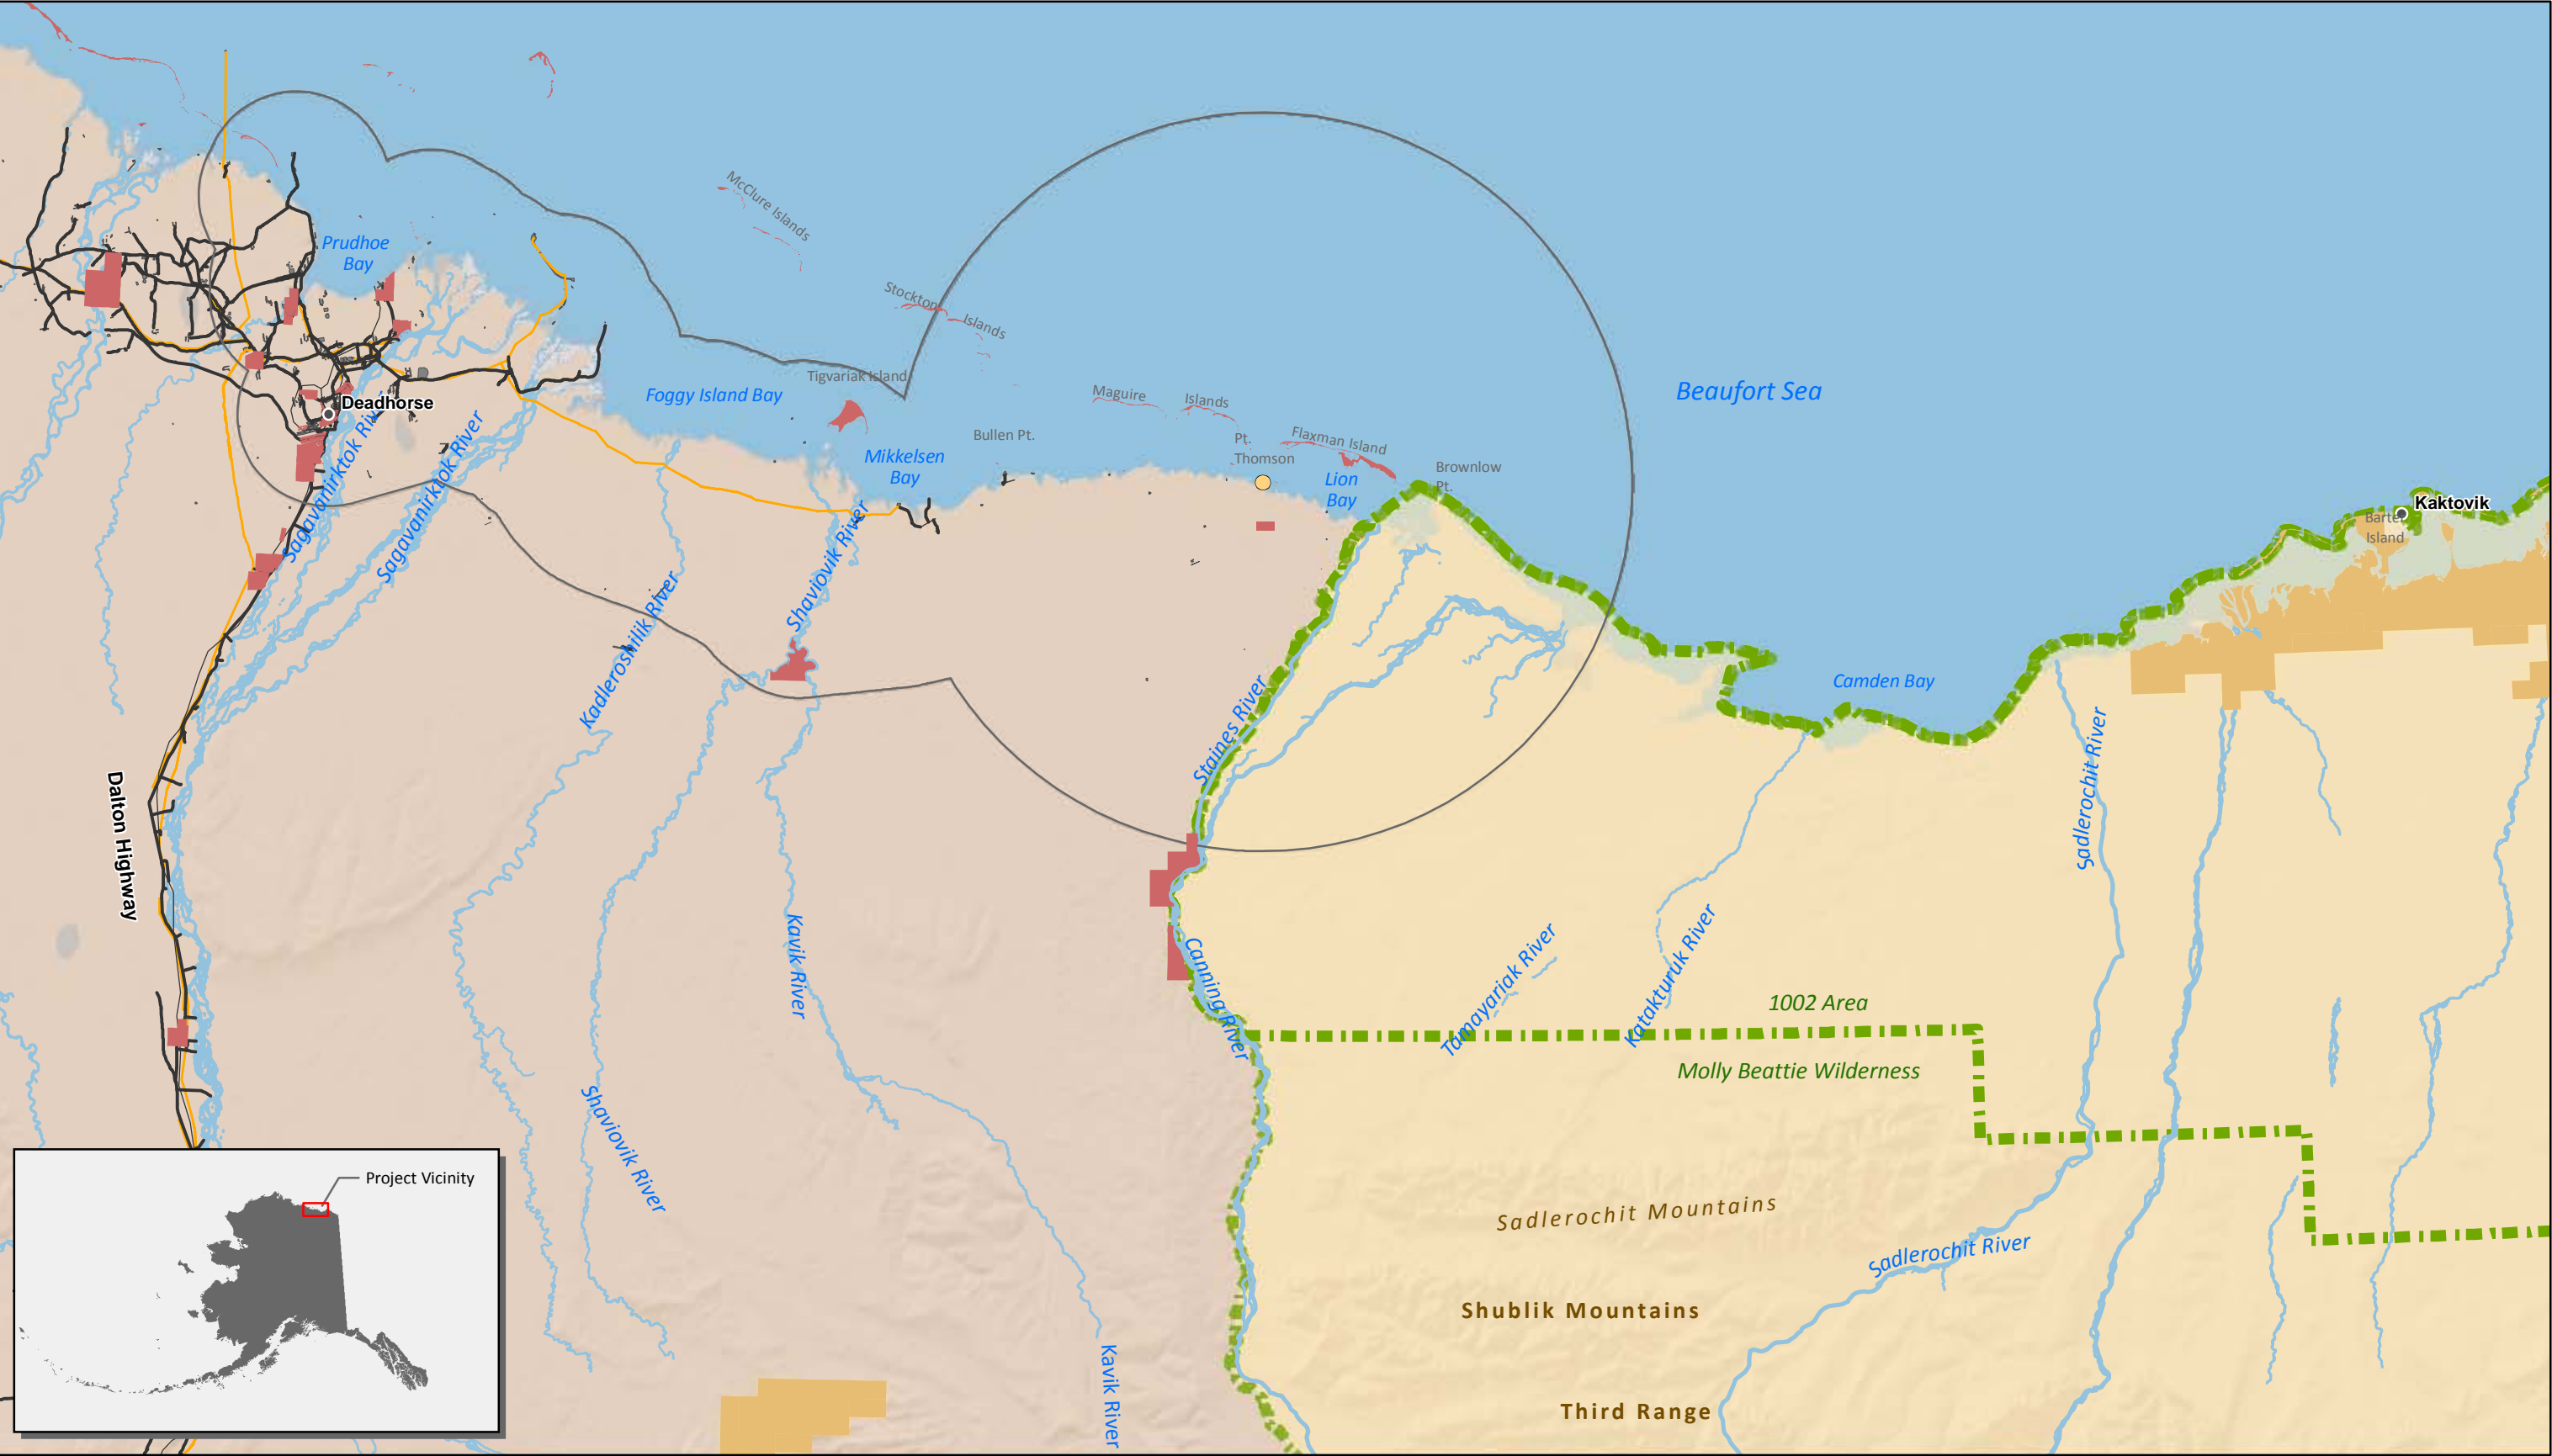 McClure Islands
Prudhoe
Bay
Stockton
Islands
Tigvariak Island
Foggy Island Bay
Maguire
Islands
Beaufort Sea
Deadhorse
Bullen Pt.
Pt.
Thomson
Flaxman Island
Mikkelsen
Bay
Lion
Bay
Brownlow
Pt.
Kaktovik
Barter
Island
Sagavanirktok River
Sagavanirktok River
Shaviovik River
Kadleroshilik River
Staines River
Camden Bay
Sadlerochit River
Dalton Highway
Kavik River
Canning River
Tamayariak River
Katakturuk River
1002 Area
Molly Beattie Wilderness
Shaviovik River
Project Vicinity
Sadlerochit Mountains
Sadlerochit River
Shublik Mountains
Kavik River
Third Range